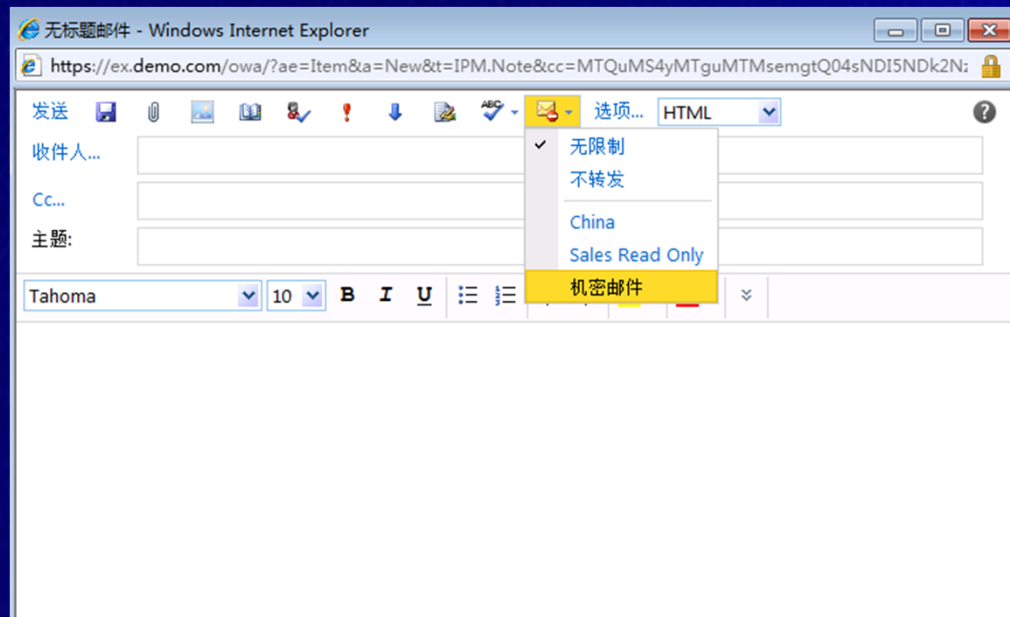 无标题邮件 - Windows Internet Explorer
https://ex.demo.com/owa/?ae=Item&a=New&t=IPM.Note&cc=MTQuMS4yMTguMTMsemgtQ04sNDI5NDk2Nz
发送 ABC 选项... HTML
收件人...
Cc...
主题:
无限制
不转发
China
Sales Read Only
机密邮件
Tahoma 10 B I U